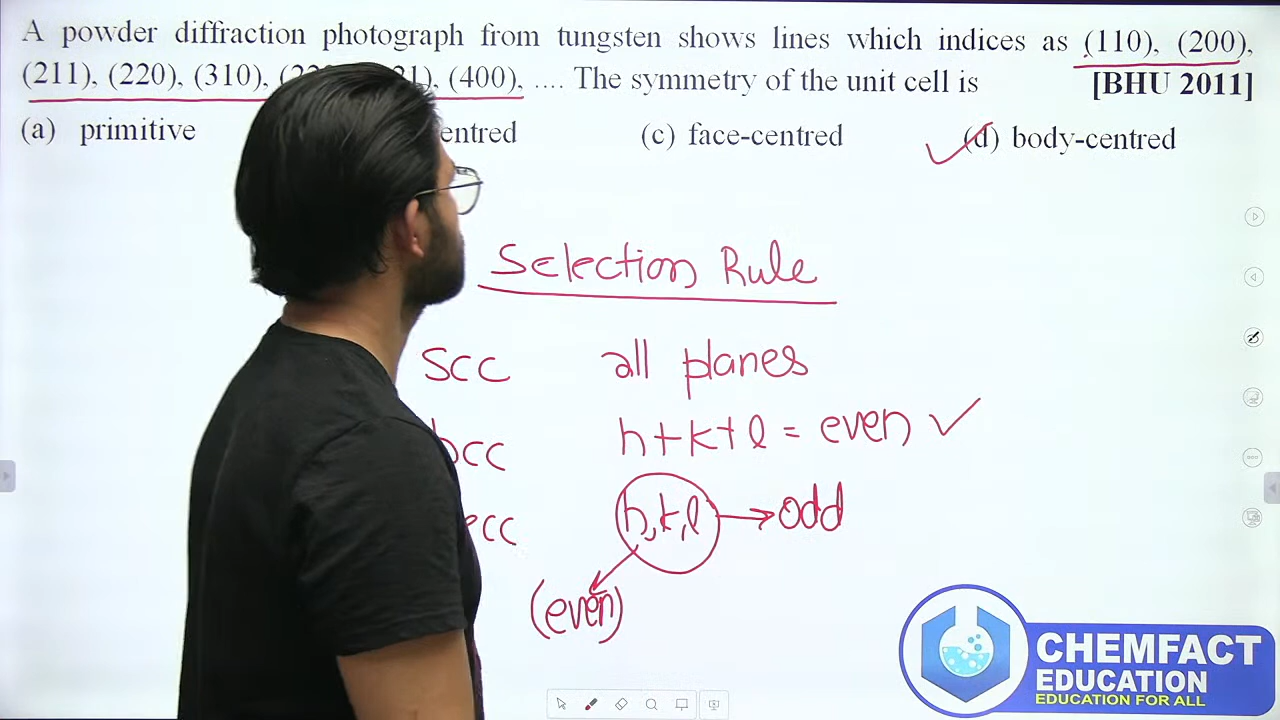 A powder diffraction photograph from tungsten shows lines which indices as (110), (200),
(211), (220), (310), (400), .... The symmetry of the unit cell is [BHU 2011]
(a) primitive (c) face-centred (d) body-centred
Selection Rule
SCC all planes
bcc h+k+l = even ✓
h,k,l → odd
(even)
CHEMFACT
EDUCATION
EDUCATION FOR ALL